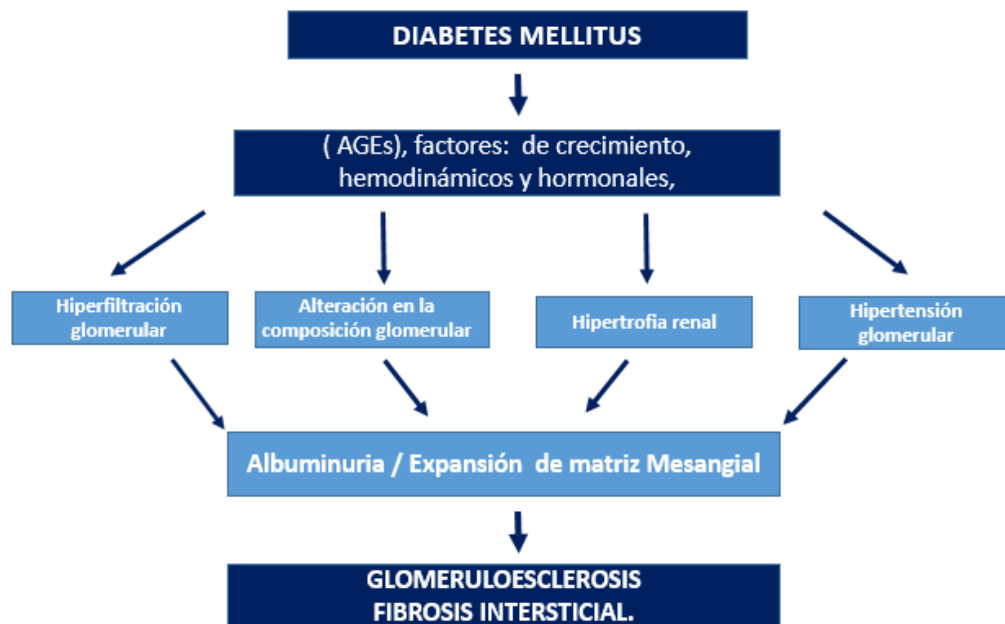 DIABETES MELLITUS
( AGEs), factores: de crecimiento,
hemodinámicos y hormonales,
Hiperfiltración
glomerular
Alteración en la
composición glomerular
Hipertrofia renal
Hipertensión
glomerular
Albuminuria / Expansión de matriz Mesangial
GLOMERULOESCLEROSIS
FIBROSIS INTERSTICIAL.